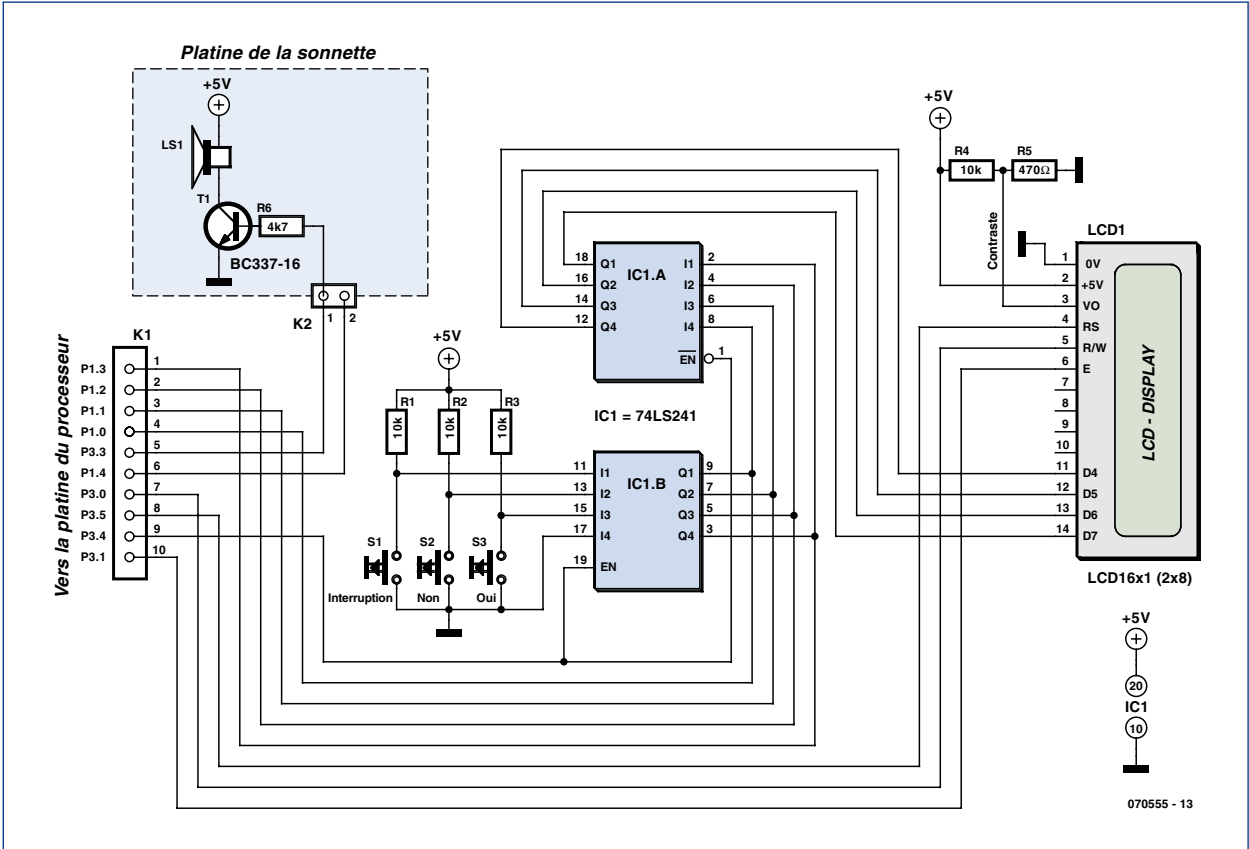 Platine de la sonnette
+5V
LS1
T1
R6
4k7
BC337-16
K2
1
2
Vers la platine du processeur
K1
P1.3 1
P1.2 2
P1.1 3
P1.0 4
P3.3 5
P1.4 6
P3.0 7
P3.5 8
P3.4 9
P3.1 10
+5V
R1
R2
R3
10k
10k
10k
S1
S2
S3
Interruption
Non
Oui
18 Q1
16 Q2
14 Q3
12 Q4
IC1.A
I1 2
I2 4
I3 6
I4 8
EN 1
IC1 = 74LS241
11 I1
13 I2
15 I3
17 I4
19 EN
IC1.B
Q1 9
Q2 7
Q3 5
Q4 3
+5V
R4
10k
R5
470Ω
Contraste
LCD1
1 0V
2 +5V
3 VO
4 RS
5 R/W
6 E
7
8
9
10
11 D4
12 D5
13 D6
14 D7
LCD - DISPLAY
LCD16x1 (2x8)
+5V
20
IC1
10
070555 - 13